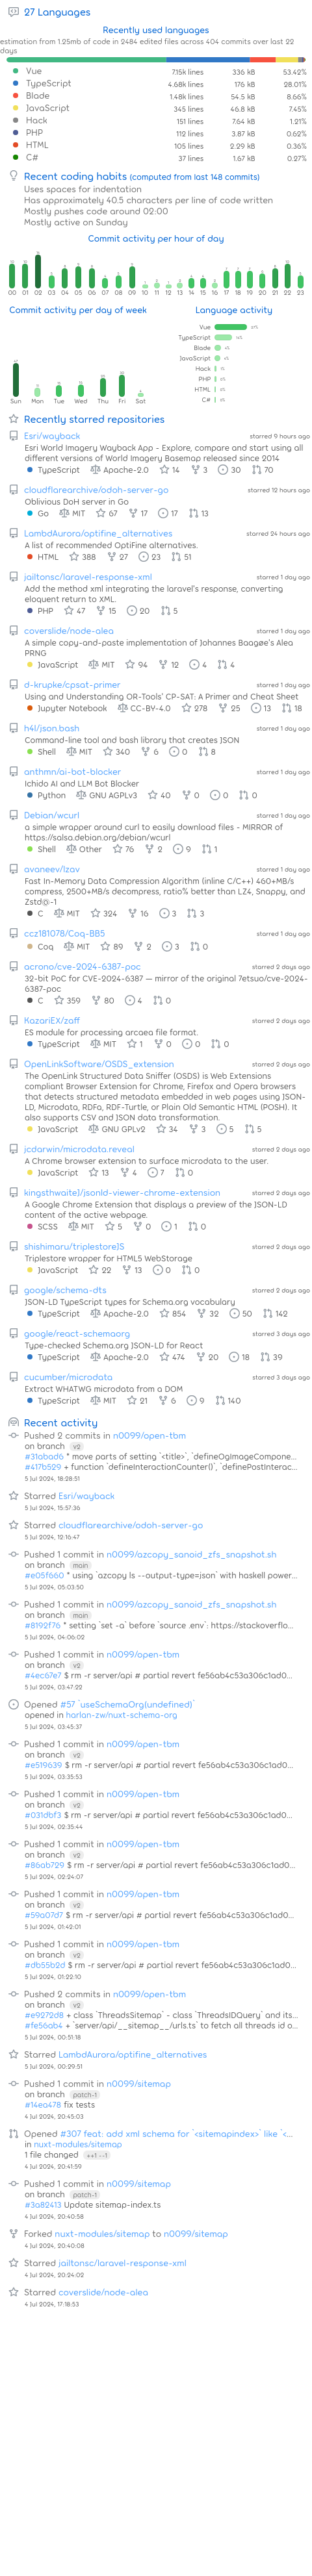 27 Languages
Recently used languages
estimation from 1.25mb of code in 2484 edited files across 404 commits over last 22
days
Vue 7.15k lines 336 kB 53.42%
TypeScript 4.68k lines 176 kB 28.01%
Blade 1.48k lines 54.5 kB 8.66%
JavaScript 345 lines 46.8 kB 7.45%
Hack 151 lines 7.64 kB 1.21%
PHP 112 lines 3.87 kB 0.62%
HTML 105 lines 2.29 kB 0.36%
C# 37 lines 1.67 kB 0.27%
Recent coding habits (computed from last 148 commits)
Uses spaces for indentation
Has approximately 40.5 characters per line of code written
Mostly pushes code around 02:00
Mostly active on Sunday
Commit activity per hour of day
00 01 02 03 04 05 06 07 08 09 10 11 12 13 14 15 16 17 18 19 20 21 22 23
Commit activity per day of week
Language activity
Vue
TypeScript
Blade
JavaScript
Hack
PHP
HTML
C#
Sun Mon Tue Wed Thu Fri Sat
Recently starred repositories
Esri/wayback starred 9 hours ago
Esri World Imagery Wayback App - Explore, compare and start using all
different versions of World Imagery Basemap released since 2014
TypeScript Apache-2.0 14 3 30 70
cloudflarearchive/odoh-server-go starred 12 hours ago
Oblivious DoH server in Go
Go MIT 67 17 17 13
LambdAurora/optifine_alternatives starred 24 hours ago
A list of recommended OptiFine alternatives.
HTML 388 27 23 51
jailtonsc/laravel-response-xml starred 1 day ago
Add the method xml integrating the laravel's response, converting
eloquent return to XML.
PHP 47 15 20 5
coverslide/node-alea starred 1 day ago
A simple copy-and-paste implementation of Johannes Baagøe's Alea
PRNG
JavaScript MIT 94 12 4 4
d-krupke/cpsat-primer starred 1 day ago
Using and Understanding OR-Tools' CP-SAT: A Primer and Cheat Sheet
Jupyter Notebook CC-BY-4.0 278 25 13 18
h4l/json.bash starred 1 day ago
Command-line tool and bash library that creates JSON
Shell MIT 340 6 0 8
anthmn/ai-bot-blocker starred 1 day ago
Ichido AI and LLM Bot Blocker
Python GNU AGPLv3 40 0 0 0
Debian/wcurl starred 1 day ago
a simple wrapper around curl to easily download files - MIRROR of
https://salsa.debian.org/debian/wcurl
Shell Other 76 2 9 1
avaneev/lzav starred 1 day ago
Fast In-Memory Data Compression Algorithm (inline C/C++) 460+MB/s
compress, 2500+MB/s decompress, ratio% better than LZ4, Snappy, and
Zstd@-1
C MIT 324 16 3 3
ccz181078/Coq-BB5 starred 1 day ago
Coq MIT 89 2 3 0
acrono/cve-2024-6387-poc starred 2 days ago
32-bit PoC for CVE-2024-6387 — mirror of the original 7etsuo/cve-2024-
6387-poc
C 359 80 4 0
KazariEX/zaff starred 2 days ago
ES module for processing arcaea file format.
TypeScript MIT 1 0 0 0
OpenLinkSoftware/OSDS_extension starred 2 days ago
The OpenLink Structured Data Sniffer (OSDS) is Web Extensions
compliant Browser Extension for Chrome, Firefox and Opera browsers
that detects structured metadata embedded in web pages using JSON-
LD, Microdata, RDFa, RDF-Turtle, or Plain Old Semantic HTML (POSH). It
also supports CSV and JSON data transformation.
JavaScript GNU GPLv2 34 3 5 5
jcdarwin/microdata.reveal starred 2 days ago
A Chrome browser extension to surface microdata to the user.
JavaScript 13 4 7 0
kingsthwaiteJ/jsonld-viewer-chrome-extension starred 2 days ago
A Google Chrome Extension that displays a preview of the JSON-LD
content of the active webpage.
SCSS MIT 5 0 1 0
shishimaru/triplestoreJS starred 2 days ago
Triplestore wrapper for HTML5 WebStorage
JavaScript 22 13 0 0
google/schema-dts starred 2 days ago
JSON-LD TypeScript types for Schema.org vocabulary
TypeScript Apache-2.0 854 32 50 142
google/react-schemaorg starred 3 days ago
Type-checked Schema.org JSON-LD for React
TypeScript Apache-2.0 474 20 18 39
cucumber/microdata starred 3 days ago
Extract WHATWG microdata from a DOM
TypeScript MIT 21 6 9 140
Recent activity
Pushed 2 commits in n0099/open-tbm
on branch v2
#31abad6 * move parts of setting `<title>`, `defineOgImageCompone...
#417b529 + function `defineInteractionCounter()`, `definePostInterac...
5 Jul 2024, 18:28:51
Starred Esri/wayback
5 Jul 2024, 15:57:36
Starred cloudflarearchive/odoh-server-go
5 Jul 2024, 12:16:47
Pushed 1 commit in n0099/azcopy_sanoid_zfs_snapshot.sh
on branch main
#e05f660 * using `azcopy ls --output-type=json` with haskell power...
5 Jul 2024, 05:03:50
Pushed 1 commit in n0099/azcopy_sanoid_zfs_snapshot.sh
on branch main
#8192f76 * setting `set -a` before `source .env`: https://stackoverflo...
5 Jul 2024, 04:06:02
Pushed 1 commit in n0099/open-tbm
on branch v2
#4ec67e7 $ rm -r server/api # partial revert fe56ab4c53a306c1ad0...
5 Jul 2024, 03:47:22
Opened #57 `useSchemaOrg(undefined)`
opened in harlan-zw/nuxt-schema-org
5 Jul 2024, 03:45:37
Pushed 1 commit in n0099/open-tbm
on branch v2
#e519639 $ rm -r server/api # partial revert fe56ab4c53a306c1ad0...
5 Jul 2024, 03:35:53
Pushed 1 commit in n0099/open-tbm
on branch v2
#031dbf3 $ rm -r server/api # partial revert fe56ab4c53a306c1ad0...
5 Jul 2024, 02:35:44
Pushed 1 commit in n0099/open-tbm
on branch v2
#86ab729 $ rm -r server/api # partial revert fe56ab4c53a306c1ad0...
5 Jul 2024, 02:24:07
Pushed 1 commit in n0099/open-tbm
on branch v2
#59a07d7 $ rm -r server/api # partial revert fe56ab4c53a306c1ad0...
5 Jul 2024, 01:42:01
Pushed 1 commit in n0099/open-tbm
on branch v2
#db55b2d $ rm -r server/api # partial revert fe56ab4c53a306c1ad0...
5 Jul 2024, 01:22:10
Pushed 2 commits in n0099/open-tbm
on branch v2
#e9272d8 + class `ThreadsSitemap` - class `ThreadsIDQuery` and its...
#fe56ab4 + `server/api/__sitemap__/urls.ts` to fetch all threads id o...
5 Jul 2024, 00:51:18
Starred LambdAurora/optifine_alternatives
5 Jul 2024, 00:29:51
Pushed 1 commit in n0099/sitemap
on branch patch-1
#14ea478 fix tests
4 Jul 2024, 20:45:03
Opened #307 feat: add xml schema for `<sitemapindex>` like `<...
in nuxt-modules/sitemap
1 file changed ++1 --1
4 Jul 2024, 20:41:59
Pushed 1 commit in n0099/sitemap
on branch patch-1
#3a82413 Update sitemap-index.ts
4 Jul 2024, 20:40:58
Forked nuxt-modules/sitemap to n0099/sitemap
4 Jul 2024, 20:40:08
Starred jailtonsc/laravel-response-xml
4 Jul 2024, 20:24:02
Starred coverslide/node-alea
4 Jul 2024, 17:18:53